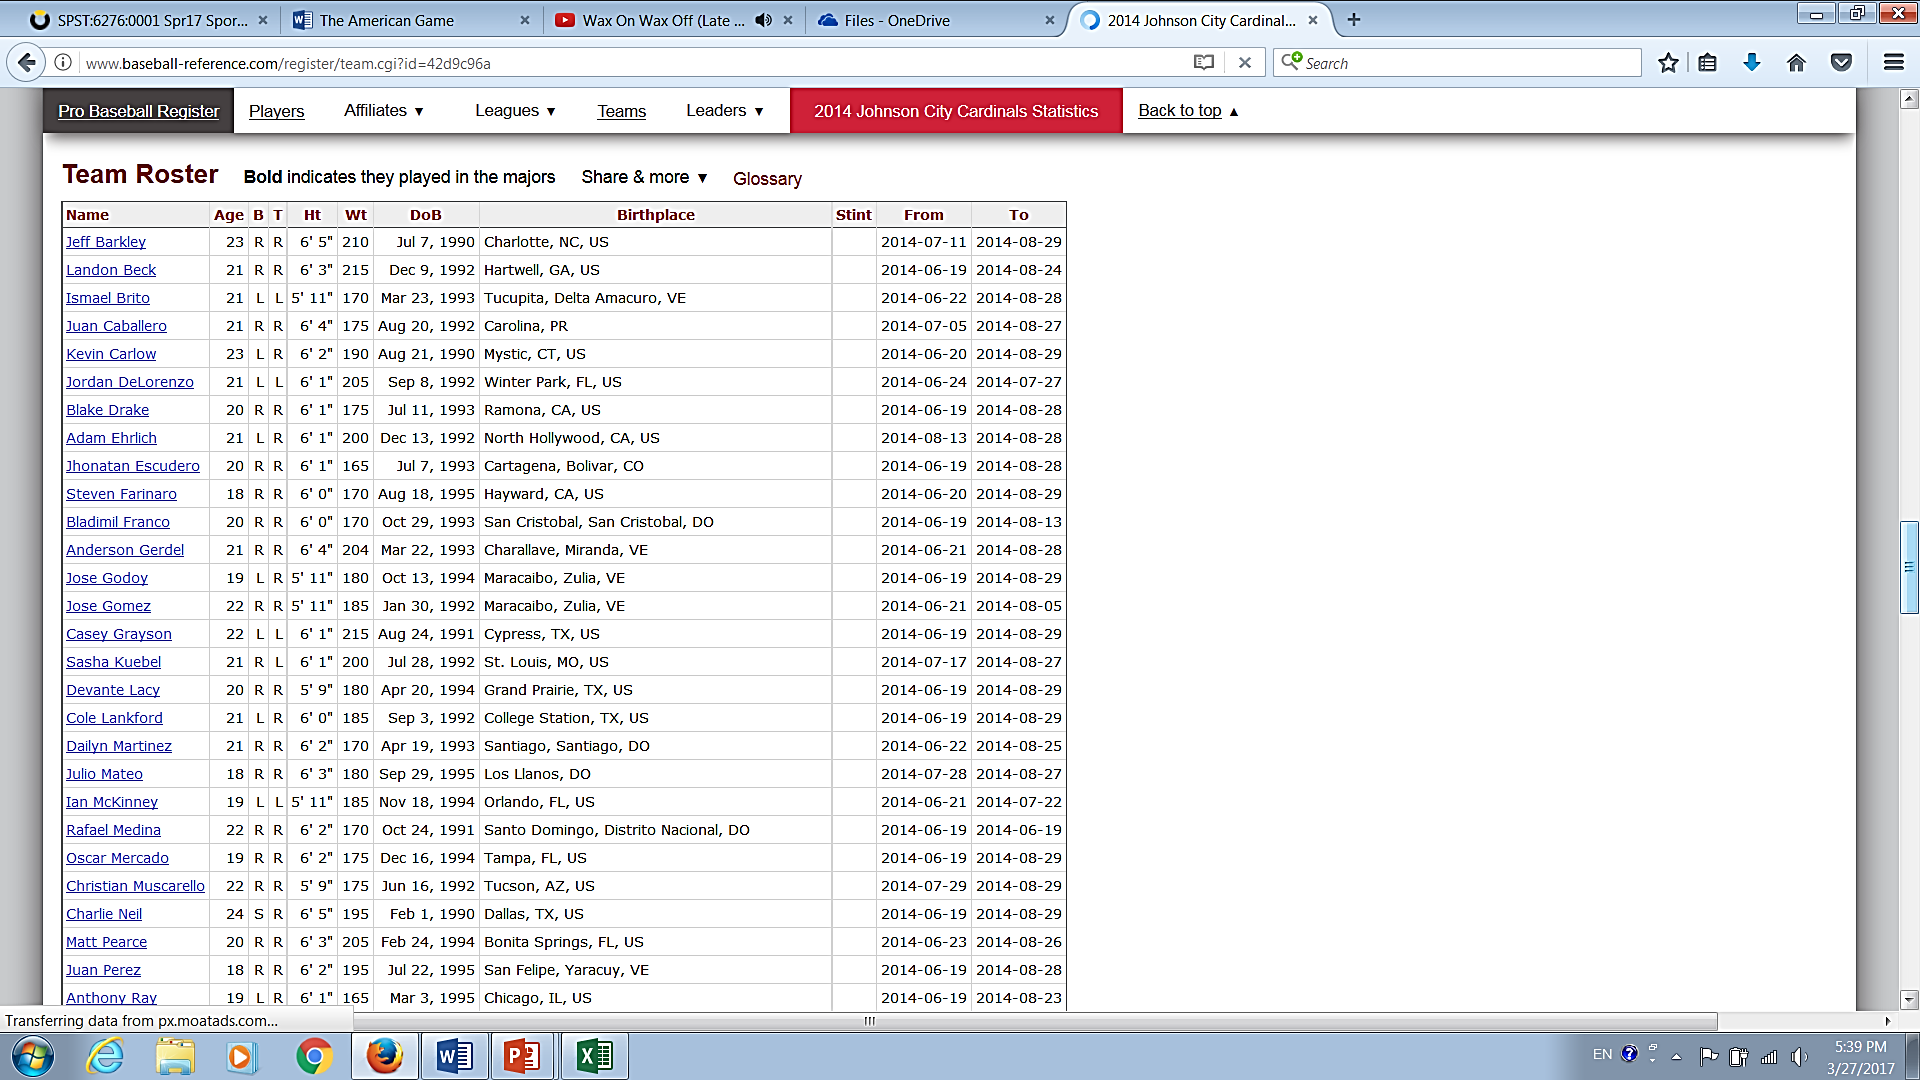 SPST:6276:0001 Spr17 Spor...
The American Game
Wax On Wax Off (Late ...
Files - OneDrive
2014 Johnson City Cardinal...
www.baseball-reference.com/register/team.cgi?id=42d9c96a
Search
Pro Baseball Register Players Affiliates ▼ Leagues ▼ Teams Leaders ▼ 2014 Johnson City Cardinals Statistics Back to top ▲
Team Roster Bold indicates they played in the majors Share & more ▼ Glossary
Name Age B T Ht Wt DoB Birthplace Stint From To
Jeff Barkley 23 R R 6' 5" 210 Jul 7, 1990 Charlotte, NC, US 2014-07-11 2014-08-29
Landon Beck 21 R R 6' 3" 215 Dec 9, 1992 Hartwell, GA, US 2014-06-19 2014-08-24
Ismael Brito 21 L L 5' 11" 170 Mar 23, 1993 Tucupita, Delta Amacuro, VE 2014-06-22 2014-08-28
Juan Caballero 21 R R 6' 4" 175 Aug 20, 1992 Carolina, PR 2014-07-05 2014-08-27
Kevin Carlow 23 L R 6' 2" 190 Aug 21, 1990 Mystic, CT, US 2014-06-20 2014-08-29
Jordan DeLorenzo 21 L L 6' 1" 205 Sep 8, 1992 Winter Park, FL, US 2014-06-24 2014-07-27
Blake Drake 20 R R 6' 1" 175 Jul 11, 1993 Ramona, CA, US 2014-06-19 2014-08-28
Adam Ehrlich 21 L R 6' 1" 200 Dec 13, 1992 North Hollywood, CA, US 2014-08-13 2014-08-28
Jhonatan Escudero 20 R R 6' 1" 165 Jul 7, 1993 Cartagena, Bolivar, CO 2014-06-19 2014-08-28
Steven Farinaro 18 R R 6' 0" 170 Aug 18, 1995 Hayward, CA, US 2014-06-20 2014-08-29
Bladimil Franco 20 R R 6' 0" 170 Oct 29, 1993 San Cristobal, San Cristobal, DO 2014-06-19 2014-08-13
Anderson Gerdel 21 R R 6' 4" 204 Mar 22, 1993 Charallave, Miranda, VE 2014-06-21 2014-08-28
Jose Godoy 19 L R 5' 11" 180 Oct 13, 1994 Maracaibo, Zulia, VE 2014-06-19 2014-08-29
Jose Gomez 22 R R 5' 11" 185 Jan 30, 1992 Maracaibo, Zulia, VE 2014-06-21 2014-08-05
Casey Grayson 22 L L 6' 1" 215 Aug 24, 1991 Cypress, TX, US 2014-06-19 2014-08-29
Sasha Kuebel 21 R L 6' 1" 200 Jul 28, 1992 St. Louis, MO, US 2014-07-17 2014-08-27
Devante Lacy 20 R R 5' 9" 180 Apr 20, 1994 Grand Prairie, TX, US 2014-06-19 2014-08-29
Cole Lankford 21 L R 6' 0" 185 Sep 3, 1992 College Station, TX, US 2014-06-19 2014-08-29
Dailyn Martinez 21 R R 6' 2" 170 Apr 19, 1993 Santiago, Santiago, DO 2014-06-22 2014-08-25
Julio Mateo 18 R R 6' 3" 180 Sep 29, 1995 Los Llanos, DO 2014-07-28 2014-08-27
Ian McKinney 19 L L 5' 11" 185 Nov 18, 1994 Orlando, FL, US 2014-06-21 2014-07-22
Rafael Medina 22 R R 6' 2" 170 Oct 24, 1991 Santo Domingo, Distrito Nacional, DO 2014-06-19 2014-06-19
Oscar Mercado 19 R R 6' 2" 175 Dec 16, 1994 Tampa, FL, US 2014-06-19 2014-08-29
Christian Muscarello 22 R R 5' 9" 175 Jun 16, 1992 Tucson, AZ, US 2014-07-29 2014-08-29
Charlie Neil 24 S R 6' 5" 195 Feb 1, 1990 Dallas, TX, US 2014-06-19 2014-08-29
Matt Pearce 20 R R 6' 3" 205 Feb 24, 1994 Bonita Springs, FL, US 2014-06-23 2014-08-26
Juan Perez 18 R R 6' 2" 195 Jul 22, 1995 San Felipe, Yaracuy, VE 2014-06-19 2014-08-28
Anthony Ray 19 L R 6' 1" 165 Mar 3, 1995 Chicago, IL, US 2014-06-19 2014-08-23
Transferring data from px.moatads.com...
EN
5:39 PM
3/27/2017